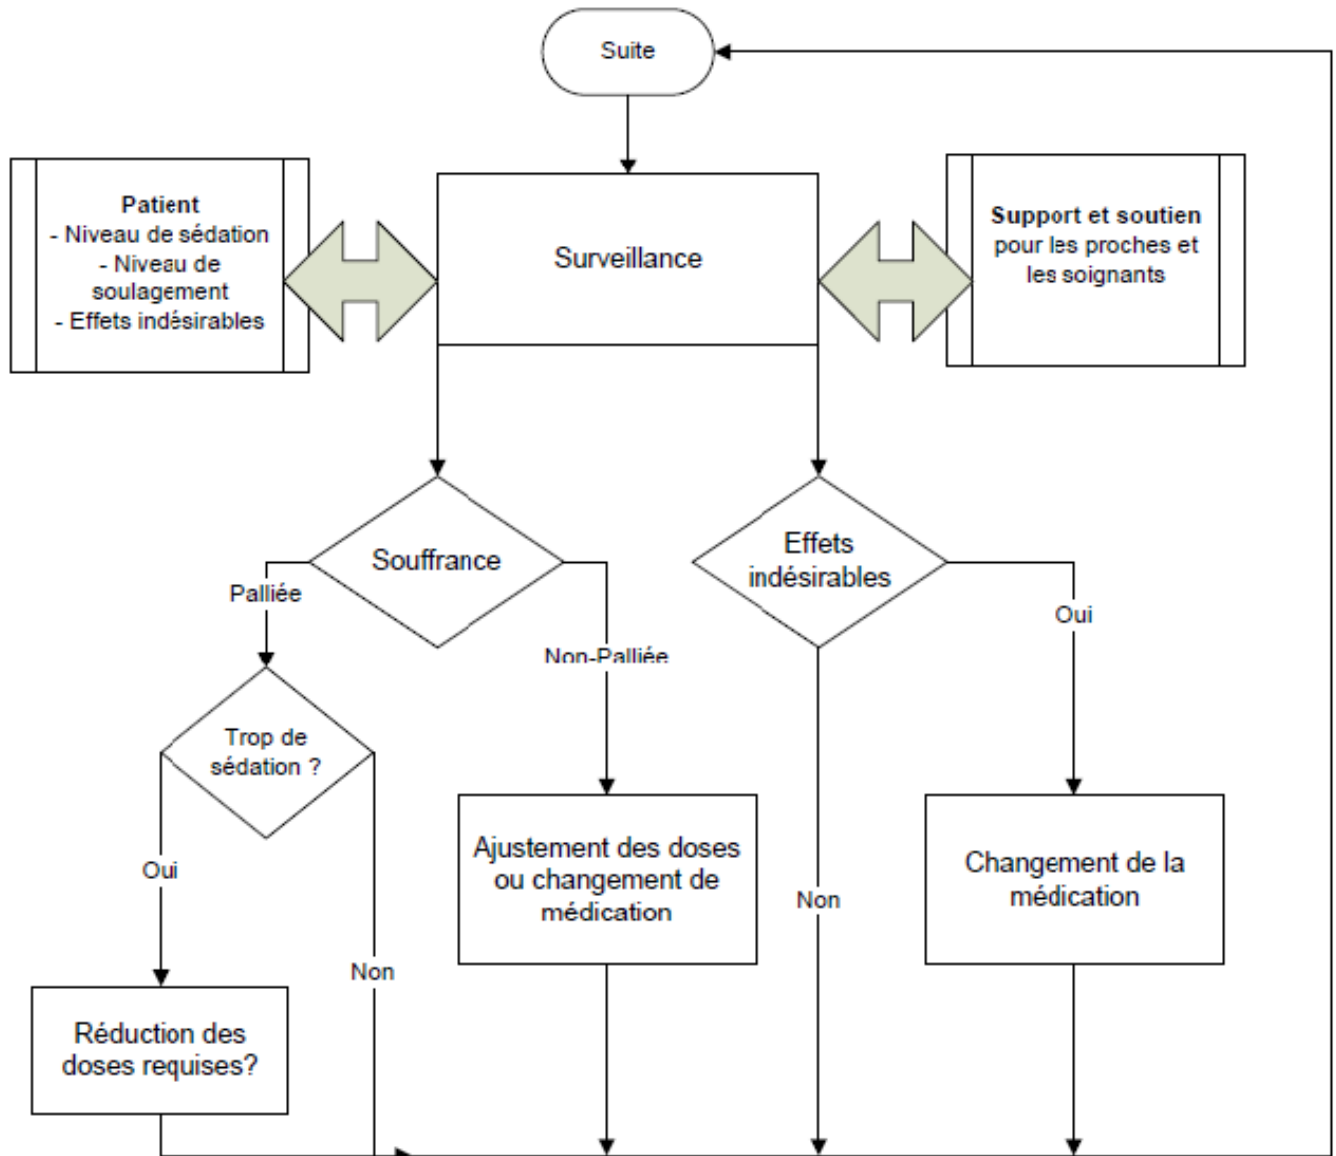 Suite
Patient
- Niveau de sédation
- Niveau de
soulagement
- Effets indésirables
Surveillance
Support et soutien
pour les proches et
les soignants
Souffrance
Effets
indésirables
Palliée
Non-Palliée
Oui
Trop de
sédation ?
Oui
Non
Ajustement des doses
ou changement de
médication
Non
Changement de la
médication
Réduction des
doses requises?